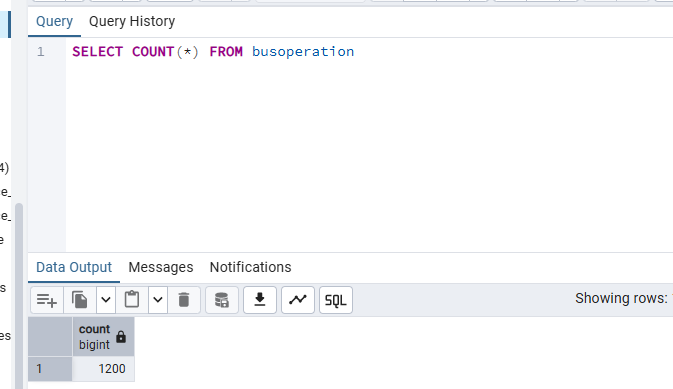 Query Query History
1 SELECT COUNT(*) FROM busoperation
4)
e_
e_
e
s
es
Data Output Messages Notifications
SQL Showing rows:
count
bigint
1 1200